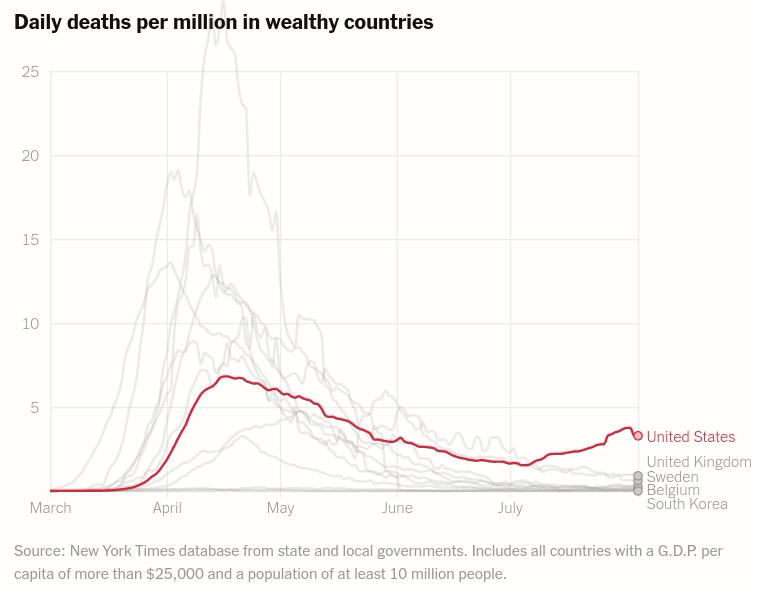 Daily deaths per million in wealthy countries
25
20
15
10
5
United States
United Kingdom
Sweden
Belgium
South Korea
March April May June July
Source: New York Times database from state and local governments. Includes all countries with a G.D.P. per
capita of more than $25,000 and a population of at least 10 million people.